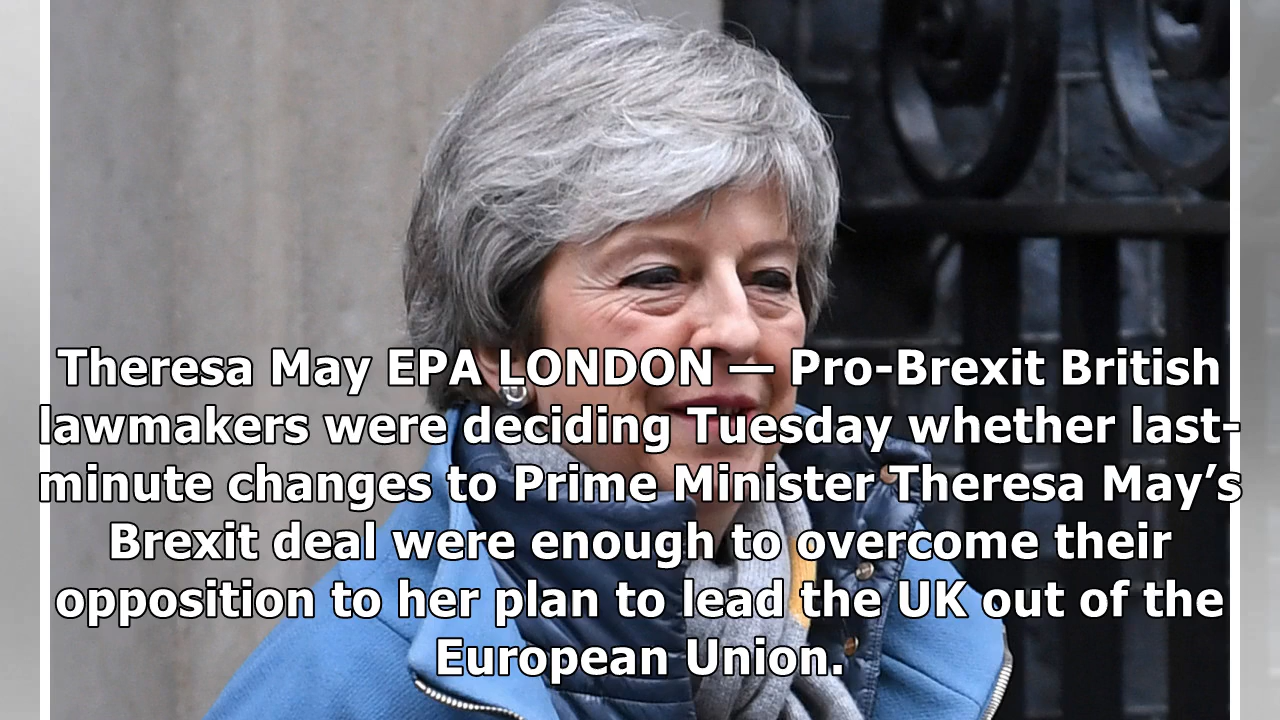 Theresa May EPA LONDON — Pro-Brexit British
lawmakers were deciding Tuesday whether last-
minute changes to Prime Minister Theresa May’s
Brexit deal were enough to overcome their
opposition to her plan to lead the UK out of the
European Union.